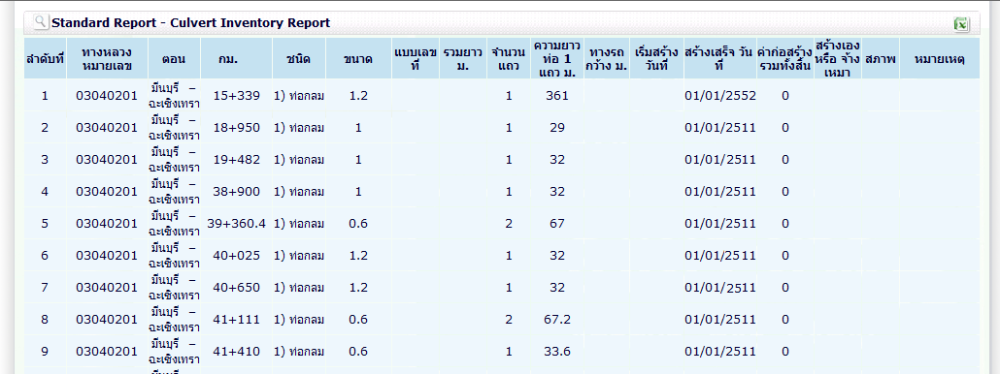 Standard Report - Culvert Inventory Report
ลำดับที่ ทางหลวงหมายเลข ตอน กม. ชนิด ขนาด แบบเลขที่ รวมยาว ม. จำนวนแถว ความยาวท่อ 1 แถว ม. ทางรถกว้าง ม. เริ่มสร้างวันที่ สร้างเสร็จ วันที่ ค่าก่อสร้างรวมทั้งสิ้น สร้างเองหรือ จ้างเหมา สภาพ หมายเหตุ
1 03040201 มีนบุรี – ฉะเชิงเทรา 15+339 1) ท่อกลม 1.2 1 361 01/01/2552 0
2 03040201 มีนบุรี – ฉะเชิงเทรา 18+950 1) ท่อกลม 1 1 29 01/01/2511 0
3 03040201 มีนบุรี – ฉะเชิงเทรา 19+482 1) ท่อกลม 1 1 32 01/01/2511 0
4 03040201 มีนบุรี – ฉะเชิงเทรา 38+900 1) ท่อกลม 1 1 32 01/01/2511 0
5 03040201 มีนบุรี – ฉะเชิงเทรา 39+360.4 1) ท่อกลม 0.6 2 67 01/01/2511 0
6 03040201 มีนบุรี – ฉะเชิงเทรา 40+025 1) ท่อกลม 1.2 1 32 01/01/2511 0
7 03040201 มีนบุรี – ฉะเชิงเทรา 40+650 1) ท่อกลม 1.2 1 32 01/01/2511 0
8 03040201 มีนบุรี – ฉะเชิงเทรา 41+111 1) ท่อกลม 0.6 2 67.2 01/01/2511 0
9 03040201 มีนบุรี – ฉะเชิงเทรา 41+410 1) ท่อกลม 0.6 1 33.6 01/01/2511 0